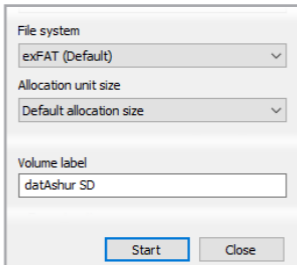 File system
exFAT (Default)
Allocation unit size
Default allocation size
Volume label
datAshur SD
Start Close